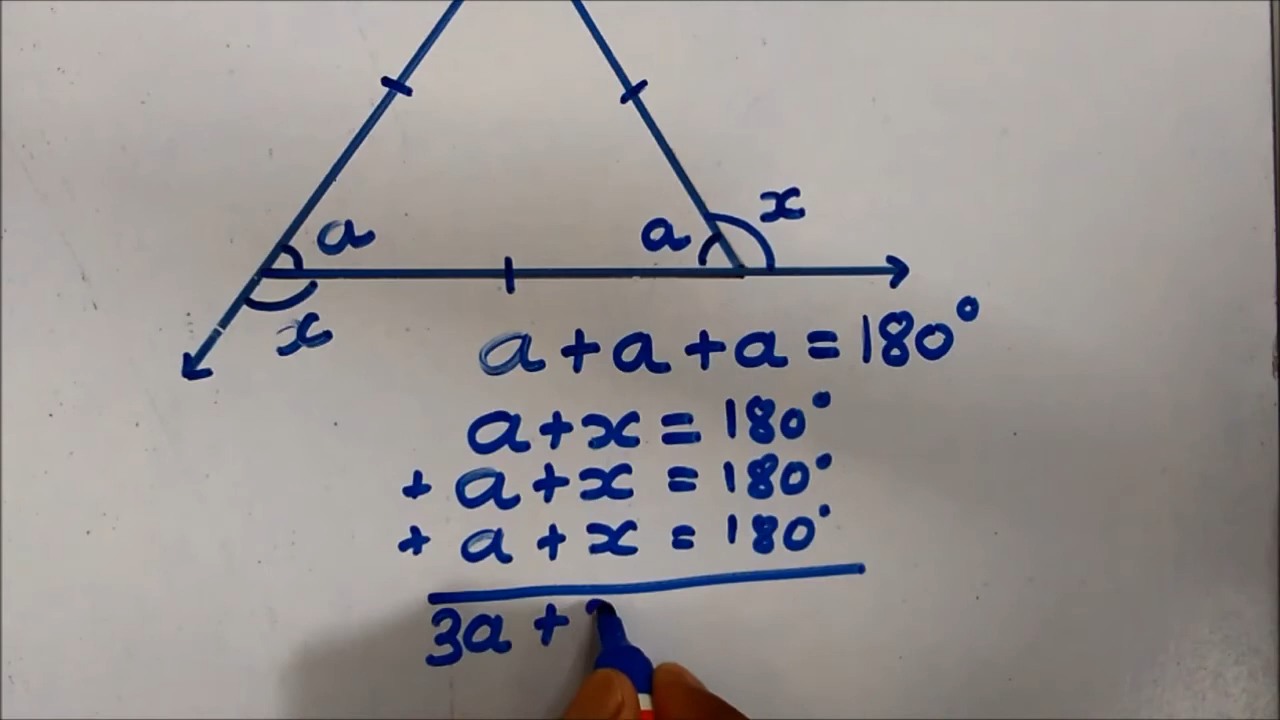 a
a
x
x
a + a + a = 180°
a + x = 180°
+ a + x = 180°
+ a + x = 180°
3a +